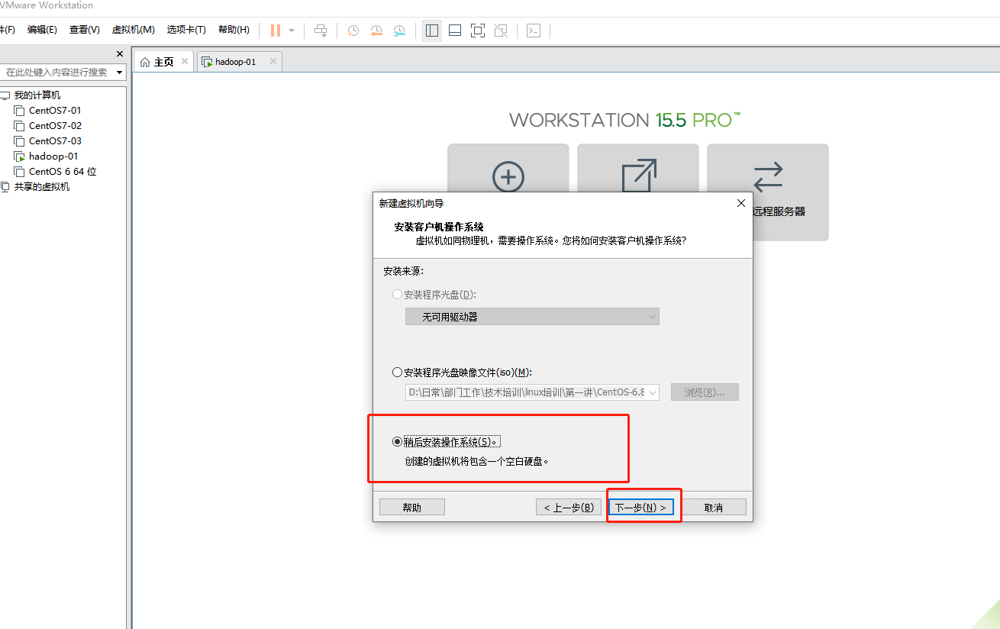 VMware Workstation
件(F) 编辑(E) 查看(V) 虚拟机(M) 选项卡(T) 帮助(H)
主页 hadoop-01
在此处键入内容进行搜索
我的计算机
CentOS7-01
CentOS7-02
CentOS7-03
hadoop-01
CentOS 6 64 位
共享的虚拟机
WORKSTATION 15.5 PRO™
远程服务器
新建虚拟机向导
安装客户机操作系统
虚拟机如同物理机，需要操作系统。您将如何安装客户机操作系统?
安装来源:
安装程序光盘(D):
无可用驱动器
安装程序光盘映像文件(iso)(M):
D:\日常\部门工作\技术培训\linux培训\第一讲\CentOS-6.8
浏览(R)...
稍后安装操作系统(S)。
创建的虚拟机将包含一个空白硬盘。
帮助 < 上一步(B) 下一步(N) > 取消